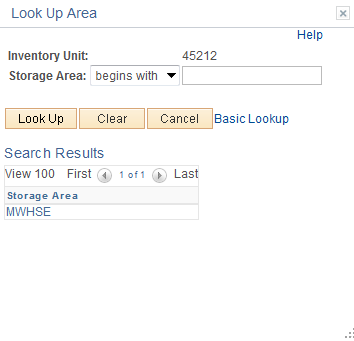 Look Up Area
Help
Inventory Unit: 45212
Storage Area: begins with
Look Up Clear Cancel Basic Lookup
Search Results
View 100 First 1 of 1 Last
Storage Area
MWHSE